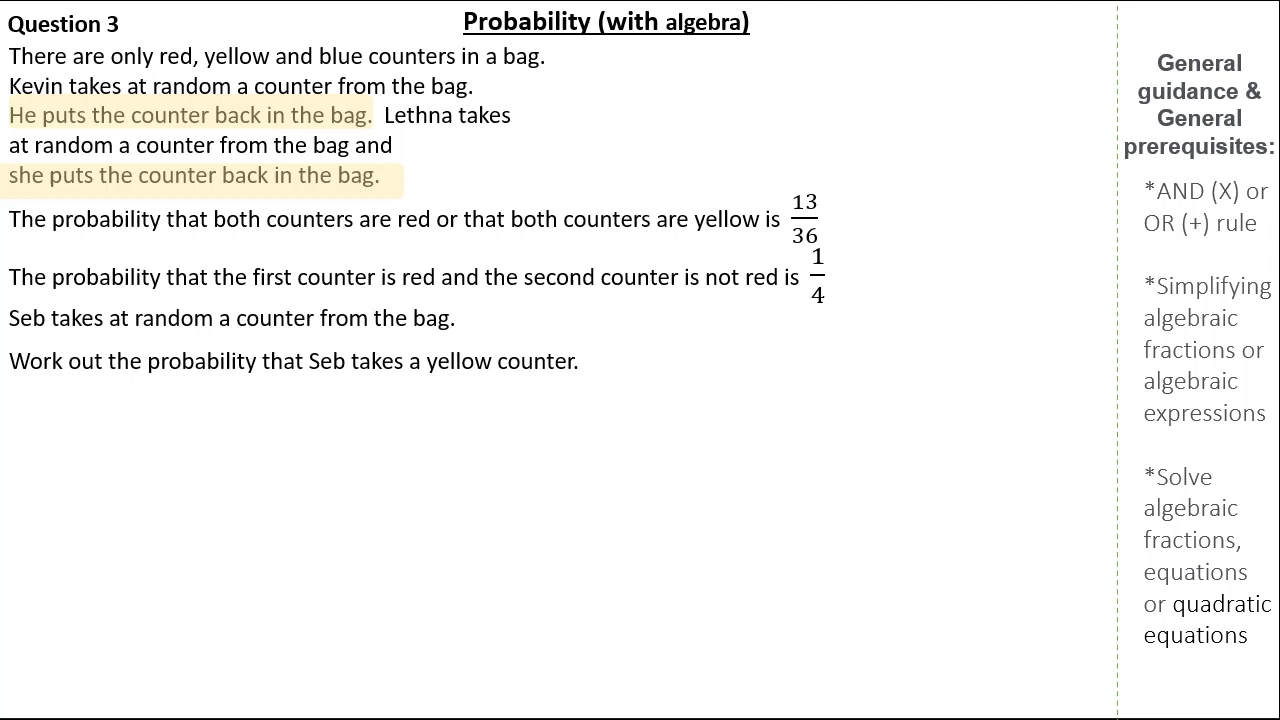 Probability (with algebra)
Question 3
There are only red, yellow and blue counters in a bag.
Kevin takes at random a counter from the bag.
He puts the counter back in the bag. Lethna takes
at random a counter from the bag and
she puts the counter back in the bag.
The probability that both counters are red or that both counters are yellow is 13/36
The probability that the first counter is red and the second counter is not red is 1/4
Seb takes at random a counter from the bag.
Work out the probability that Seb takes a yellow counter.
General
guidance &
General
prerequisites:
*AND (X) or
OR (+) rule
*Simplifying
algebraic
fractions or
algebraic
expressions
*Solve
algebraic
fractions,
equations
or quadratic
equations